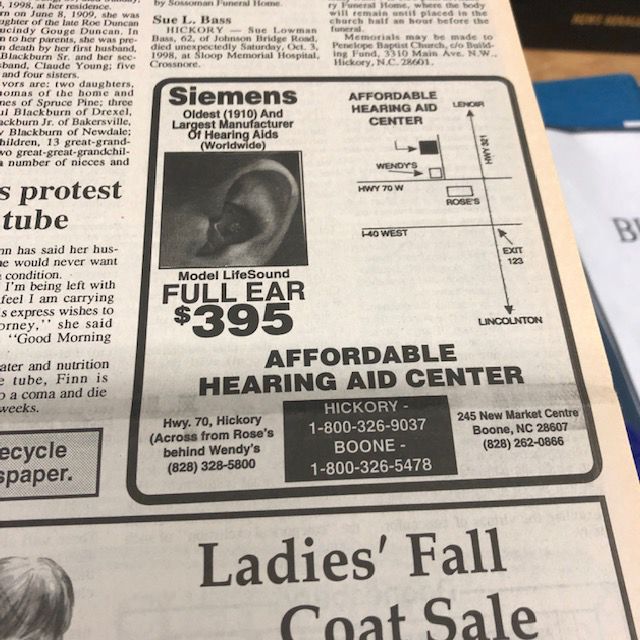 , 1998, at her residence.
n on June 8, 1909, she was
ghter of the late Roe Duncan
ucindy Gouge Duncan. In
n to her parents, she was pre-
n death by her first husband,
Blackburn Sr. and her sec-
sband, Claude Young; five
and four sisters.
vors are: two daughters,
omas of the home and
nes of Spruce Pine; three
ul Blackburn of Drexel,
ackburn Jr. of Bakersville,
y Blackburn of Newdale;
hildren, 13 great-grand-
wo great-great-grandchil-
a number of nieces and
s protest
tube
nn has said her hus-
e would never want
condition.
I'm being left with
feel I am carrying
s express wishes to
orney," she said
"Good Morning
ater and nutrition
e tube, Finn is
o a coma and die
weeks.
ecycle
spaper.
by Sossoman Funeral Home.
Sue L. Bass
HICKORY — Sue Lowman
Bass, 62, of Johnson Bridge Road,
died unexpectedly Saturday, Oct. 3,
1998, at Sloop Memorial Hospital,
Crossnore.
ry Funeral Home, where the body
will remain until placed in the
church half an hour before the
funeral.
Memorials may be made to
Penelope Baptist Church, c/o Build-
ing Fund, 3310 Main Ave. N.W.,
Hickory, N.C. 28601.
Siemens
Oldest (1910) And
Largest Manufacturer
Of Hearing Aids
(Worldwide)
Model LifeSound
FULL EAR
$395
AFFORDABLE
HEARING AID
CENTER
LENOIR
HWY 321
WENDY'S
HWY 70 W
ROSE'S
I-40 WEST
EXIT
123
LINCOLNTON
AFFORDABLE
HEARING AID CENTER
Hwy. 70, Hickory
(Across from Rose's
behind Wendy's
(828) 328-5800
HICKORY -
1-800-326-9037
BOONE -
1-800-326-5478
245 New Market Centre
Boone, NC 28607
(828) 262-0866
Ladies' Fall
Coat Sale